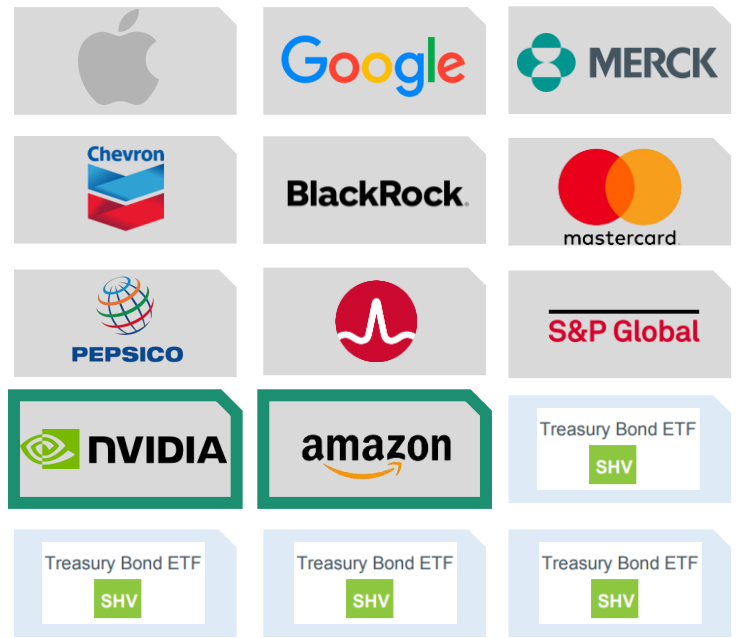 Google
MERCK
Chevron
BlackRock.
mastercard.
PEPSICO
S&P Global
NVIDIA
amazon
Treasury Bond ETF
SHV
Treasury Bond ETF
SHV
Treasury Bond ETF
SHV
Treasury Bond ETF
SHV